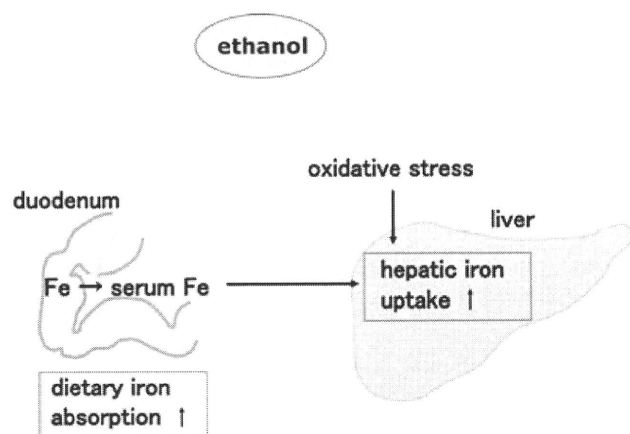 ethanol
oxidative stress
duodenum
liver
Fe → serum Fe
hepatic iron
uptake ↑
dietary iron
absorption ↑